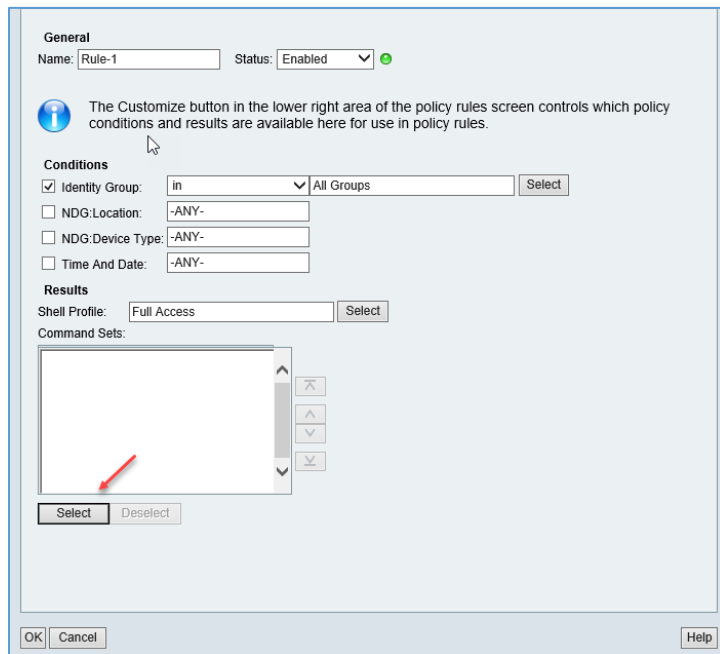 General
Name: Rule-1 Status: Enabled
The Customize button in the lower right area of the policy rules screen controls which policy
conditions and results are available here for use in policy rules.
Conditions
Identity Group: in All Groups Select
NDG:Location: -ANY-
NDG:Device Type: -ANY-
Time And Date: -ANY-
Results
Shell Profile: Full Access Select
Command Sets:
Select Deselect
OK Cancel Help